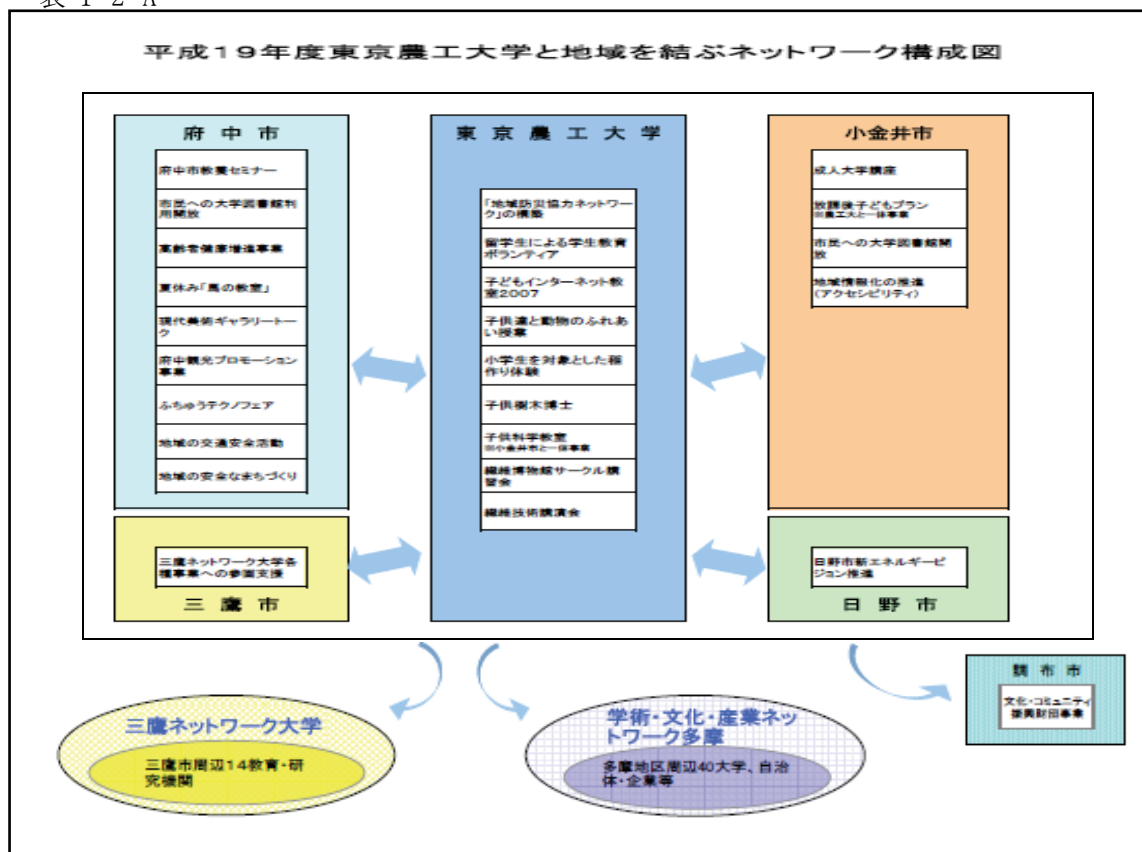 表 1-2-A
平成19年度東京農工大学と地域を結ぶネットワーク構成図
府 中 市
府中市教養セミナー
市民への大学図書館利
用開放
高齢者健康増進事業
夏休み「馬の教室」
現代美術ギャラリートー
ク
府中観光プロモーション
事業
ふちゅうテクノフェア
地域の交通安全活動
地域の安全なまちづくり
東 京 農 工 大 学
「地域防災協力ネットワー
ク」の構築
留学生による学生教育
ボランティア
子どもインターネット教
室2007
子供達と動物のふれあ
い授業
小学生を対象とした稲
作り体験
子供樹木博士
子供科学教室
※小金井市と一体事業
繊維博物館サークル講
習会
繊維技術講演会
小金井市
成人大学講座
放課後子どもプラン
※農工大と一体事業
市民への大学図書館開
放
地域情報化の推進
(アクセシビリティ)
三鷹ネットワーク大学各
種事業への参画支援
三 鷹 市
日野市新エネルギービ
ジョン推進
日 野 市
調 布 市
文化・コミュニティ
振興財団事業
三鷹ネットワーク大学
三鷹市周辺14教育・研
究機関
学術・文化・産業ネッ
トワーク多摩
多摩地区周辺40大学、自治
体・企業等